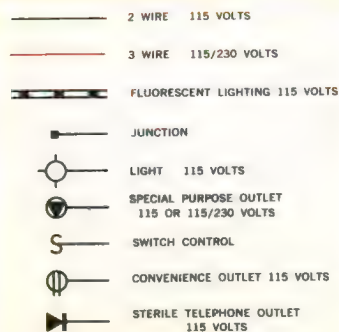 2 WIRE 115 VOLTS
3 WIRE 115/230 VOLTS
FLUORESCENT LIGHTING 115 VOLTS
JUNCTION
LIGHT 115 VOLTS
SPECIAL PURPOSE OUTLET
115 OR 115/230 VOLTS
S SWITCH CONTROL
CONVENIENCE OUTLET 115 VOLTS
STERILE TELEPHONE OUTLET
115 VOLTS